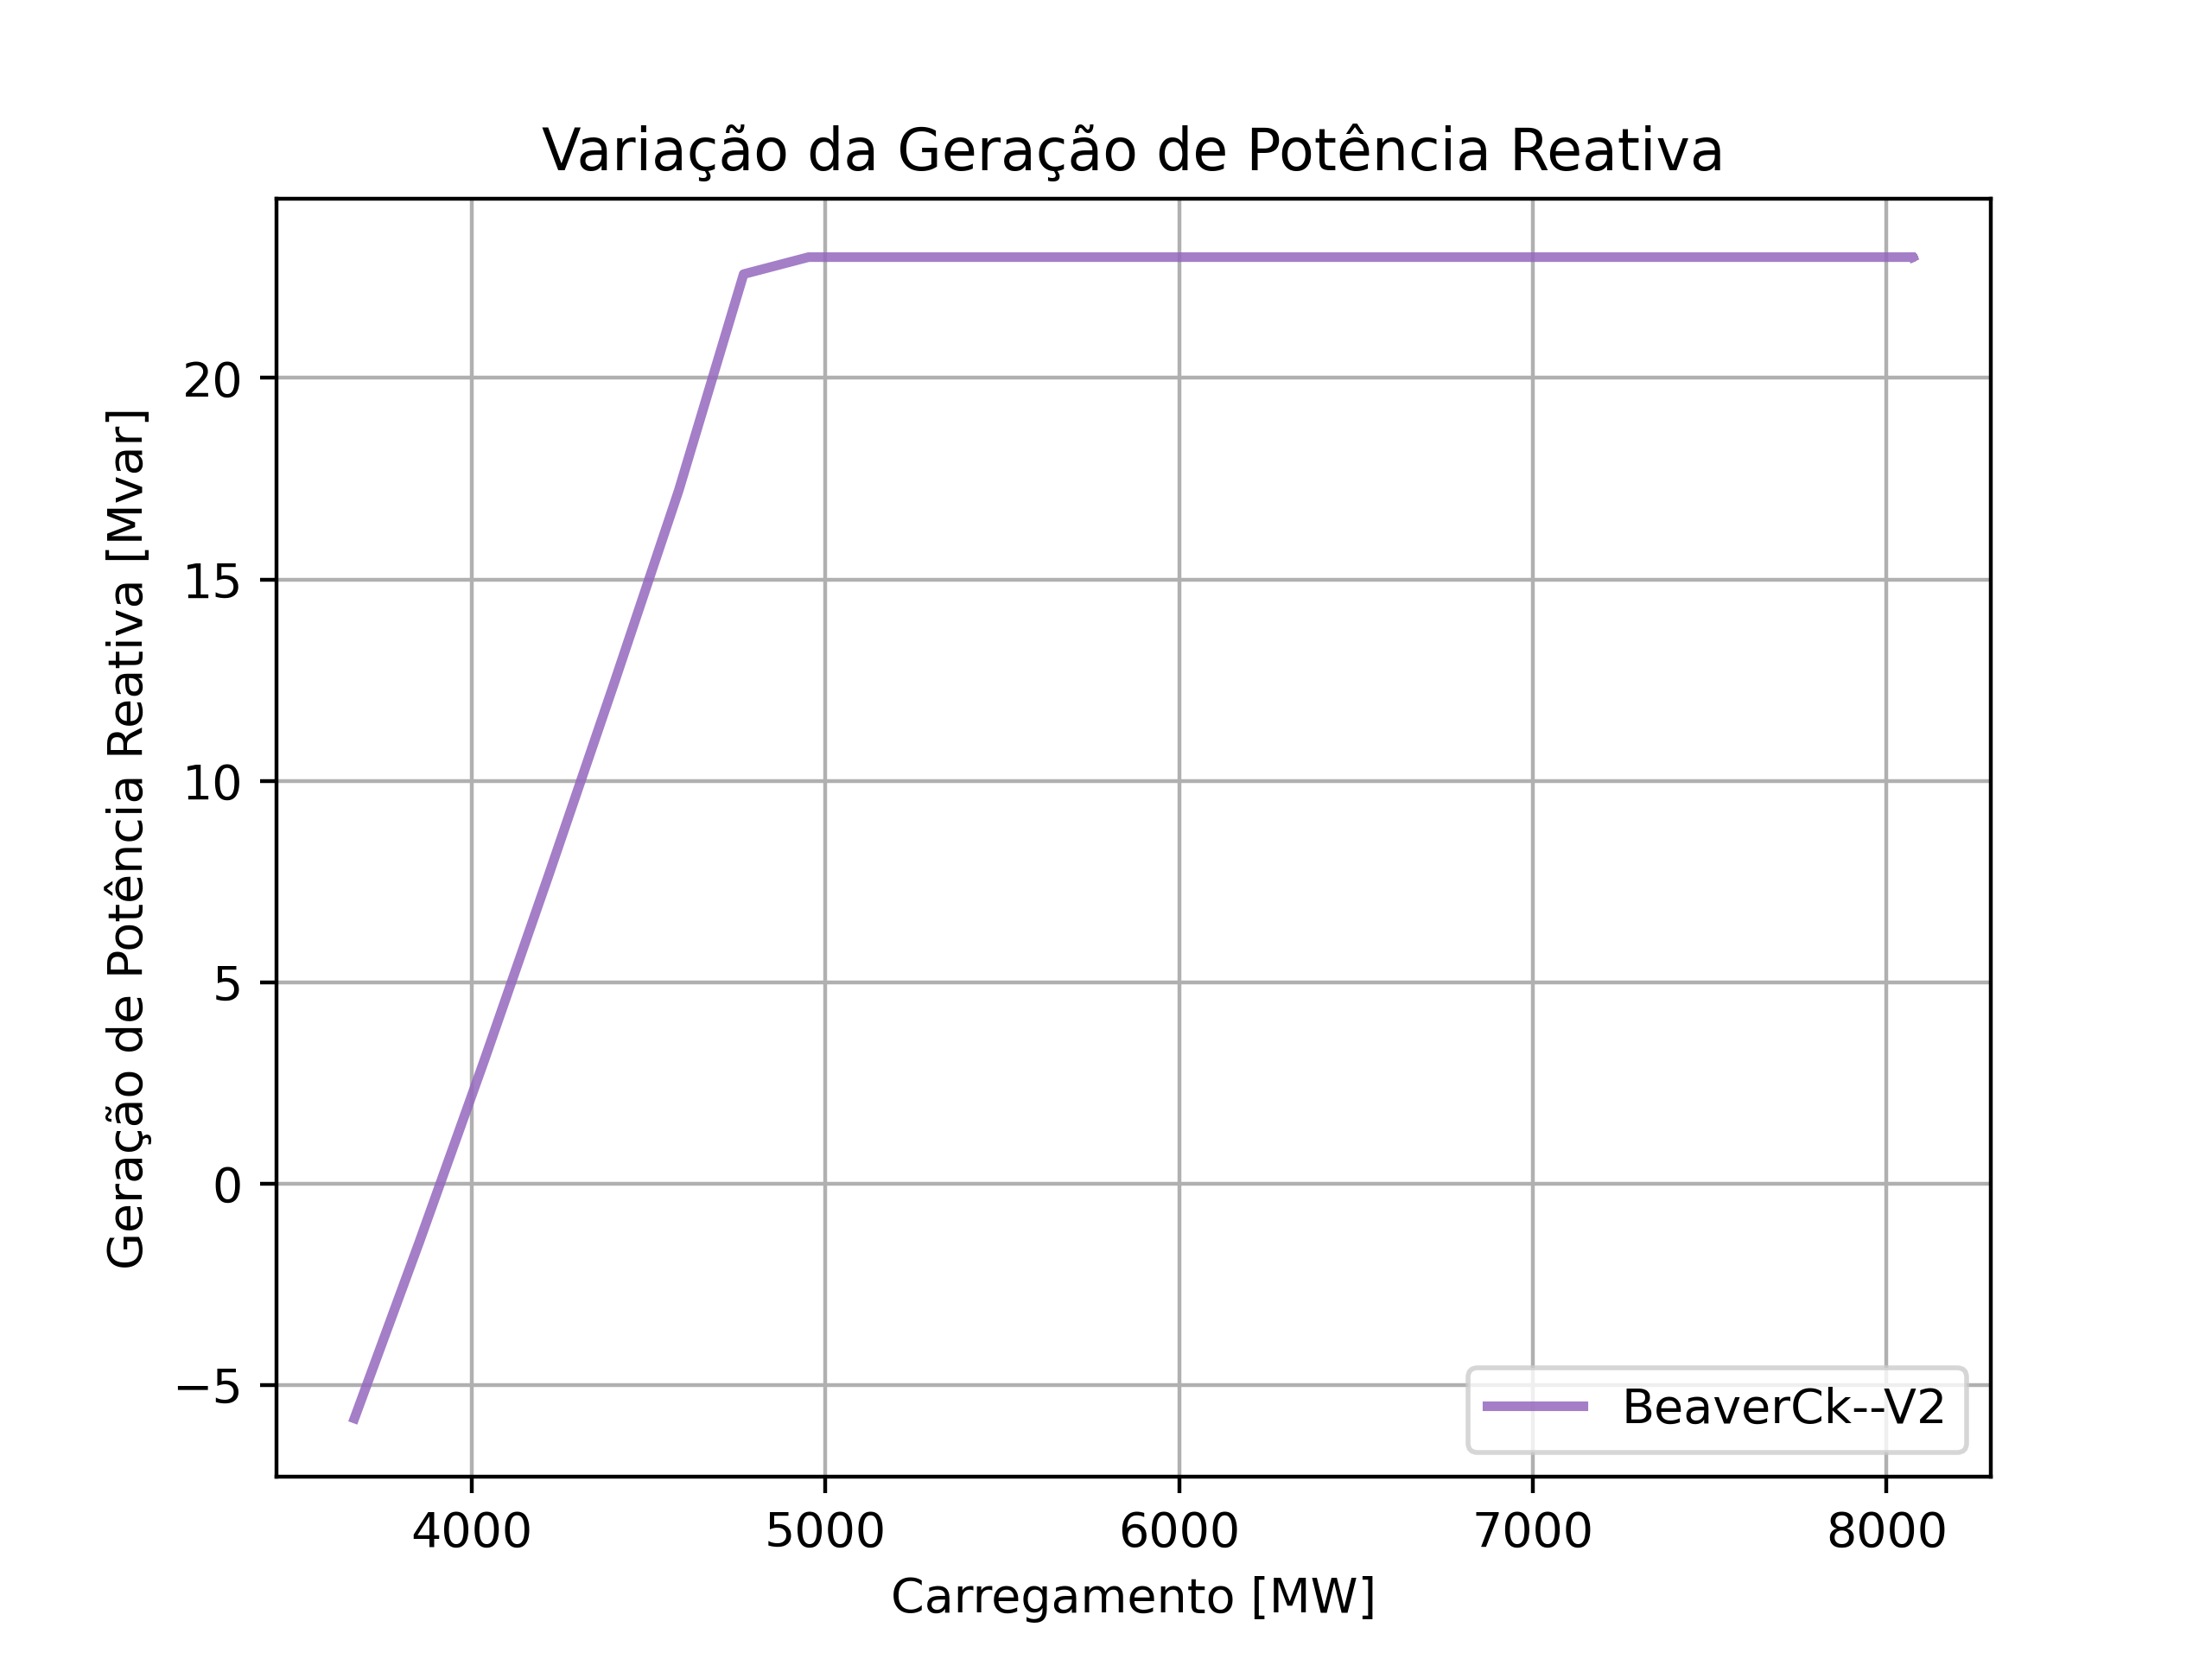 Variação da Geração de Potência Reativa
Geração de Potência Reativa [Mvar]
20
15
10
5
0
−5
BeaverCk--V2
4000 5000 6000 7000 8000
Carregamento [MW]